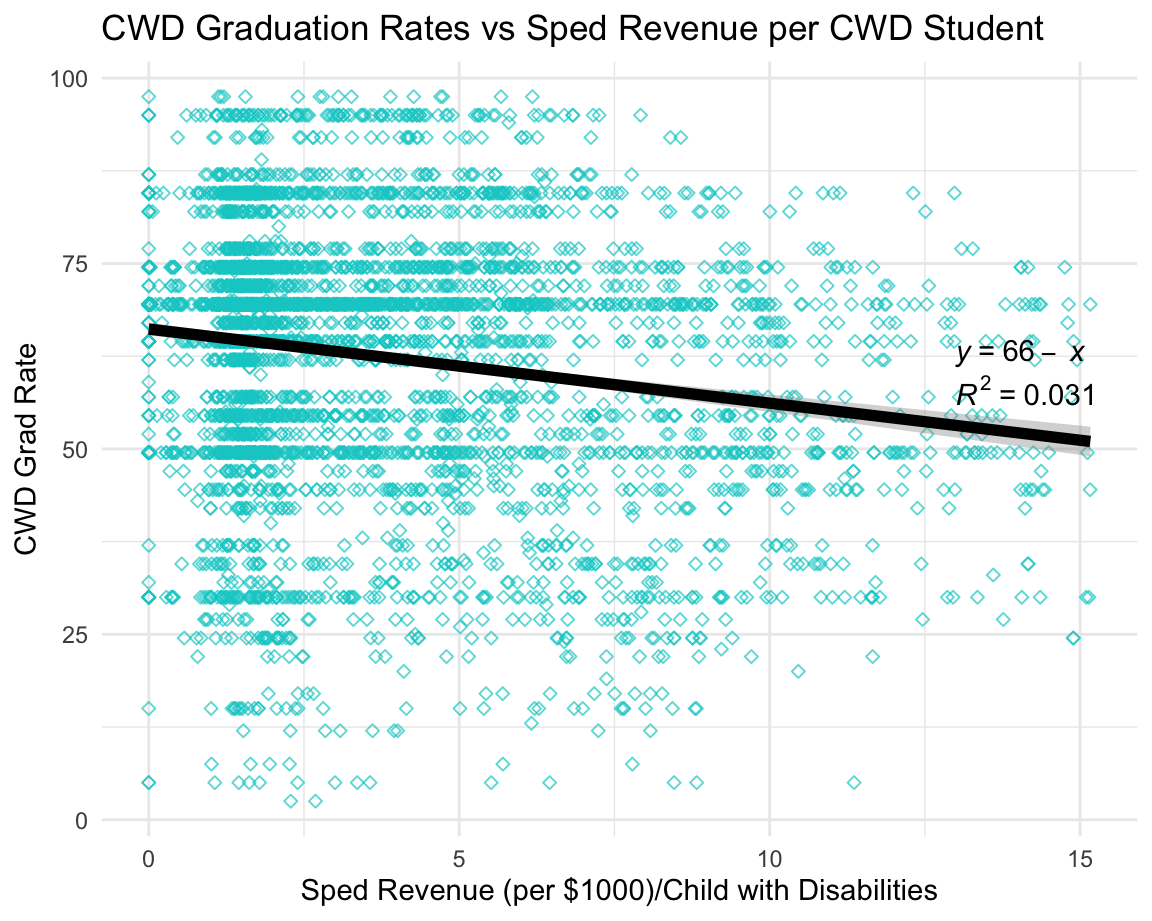 CWD Graduation Rates vs Sped Revenue per CWD Student
100
75
50
25
0
CWD Grad Rate
y = 66 − x
R² = 0.031
0 5 10 15
Sped Revenue (per $1000)/Child with Disabilities